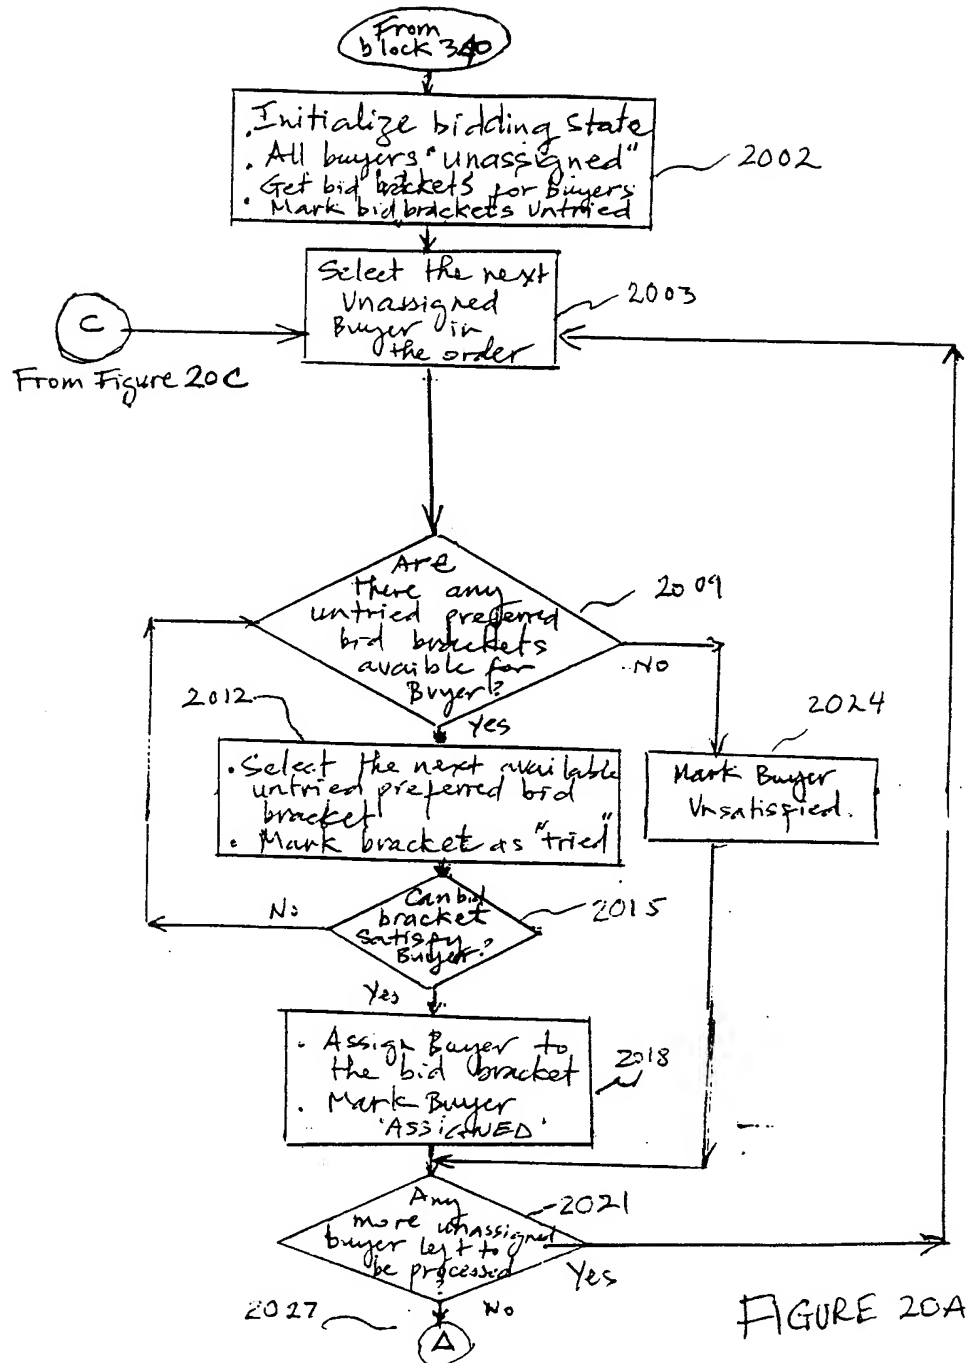 From
block 340
. Initialize bidding state
. All buyers "unassigned"
. Get bid brackets for Buyers
. Mark bid brackets untried
2002
Select the next
Unassigned
Buyer in
the order
2003
C
From Figure 20C
Are
there any
untried preferred
bid brackets
avaible for
Buyer?
2009
No
Yes
2012
. Select the next available
untried preferred bid
bracket
. Mark bracket as "tried"
2024
Mark Buyer
Unsatisfied.
Can bid
bracket
satisfy
Buyer?
2015
No
Yes
. Assign Buyer to
the bid bracket
. Mark Buyer
'ASSIGNED'
2018
Any
more unassigned
buyer left to
be processed
?
2021
Yes
No
2027
A
FIGURE 20A